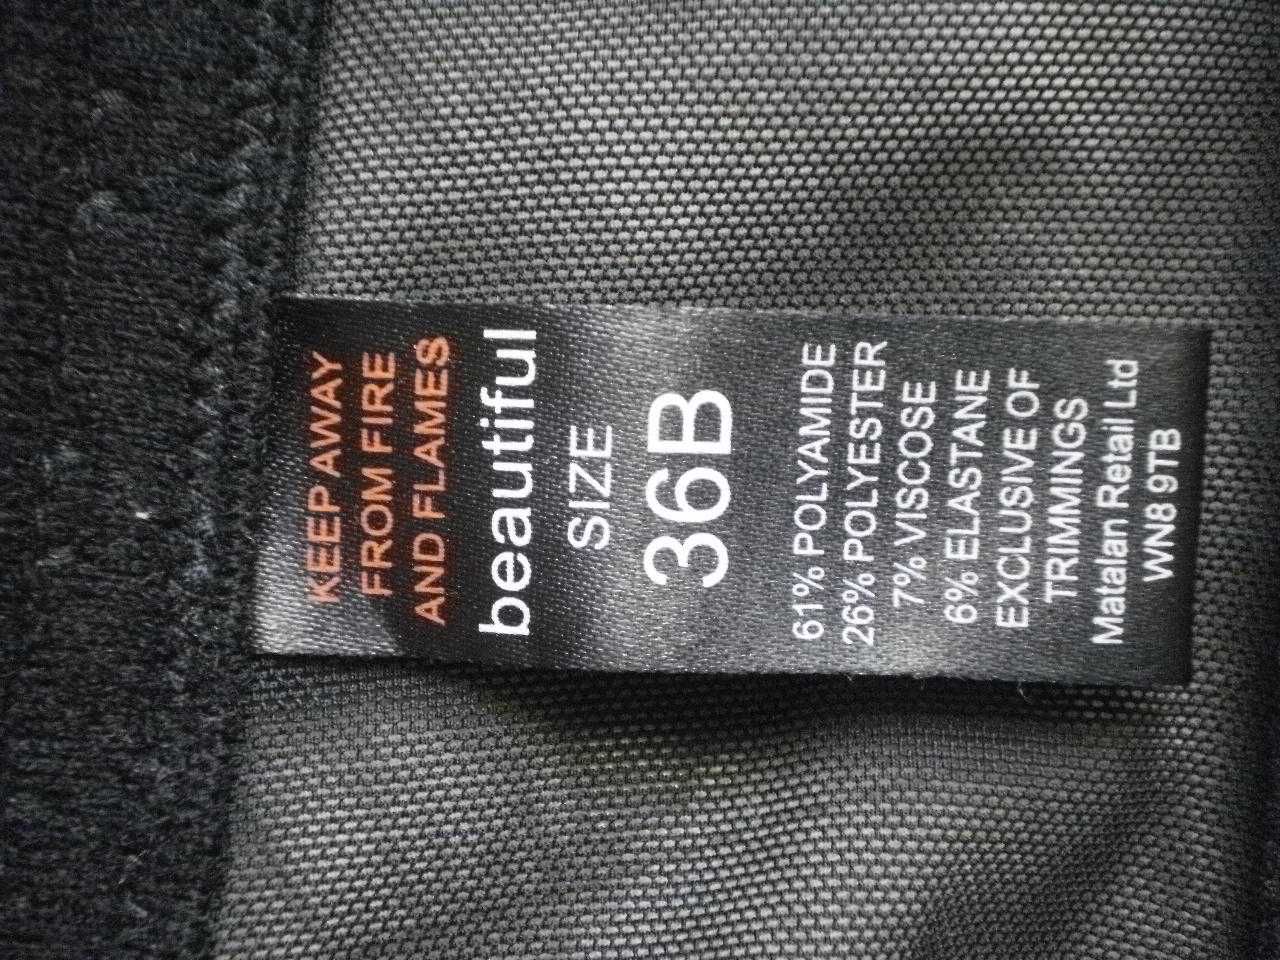 KEEP AWAY
FROM FIRE
AND FLAMES
beautiful
SIZE
36B
61% POLYAMIDE
26% POLYESTER
7% VISCOSE
6% ELASTANE
EXCLUSIVE OF
TRIMMINGS
Matalan Retail Ltd
WN8 9TB